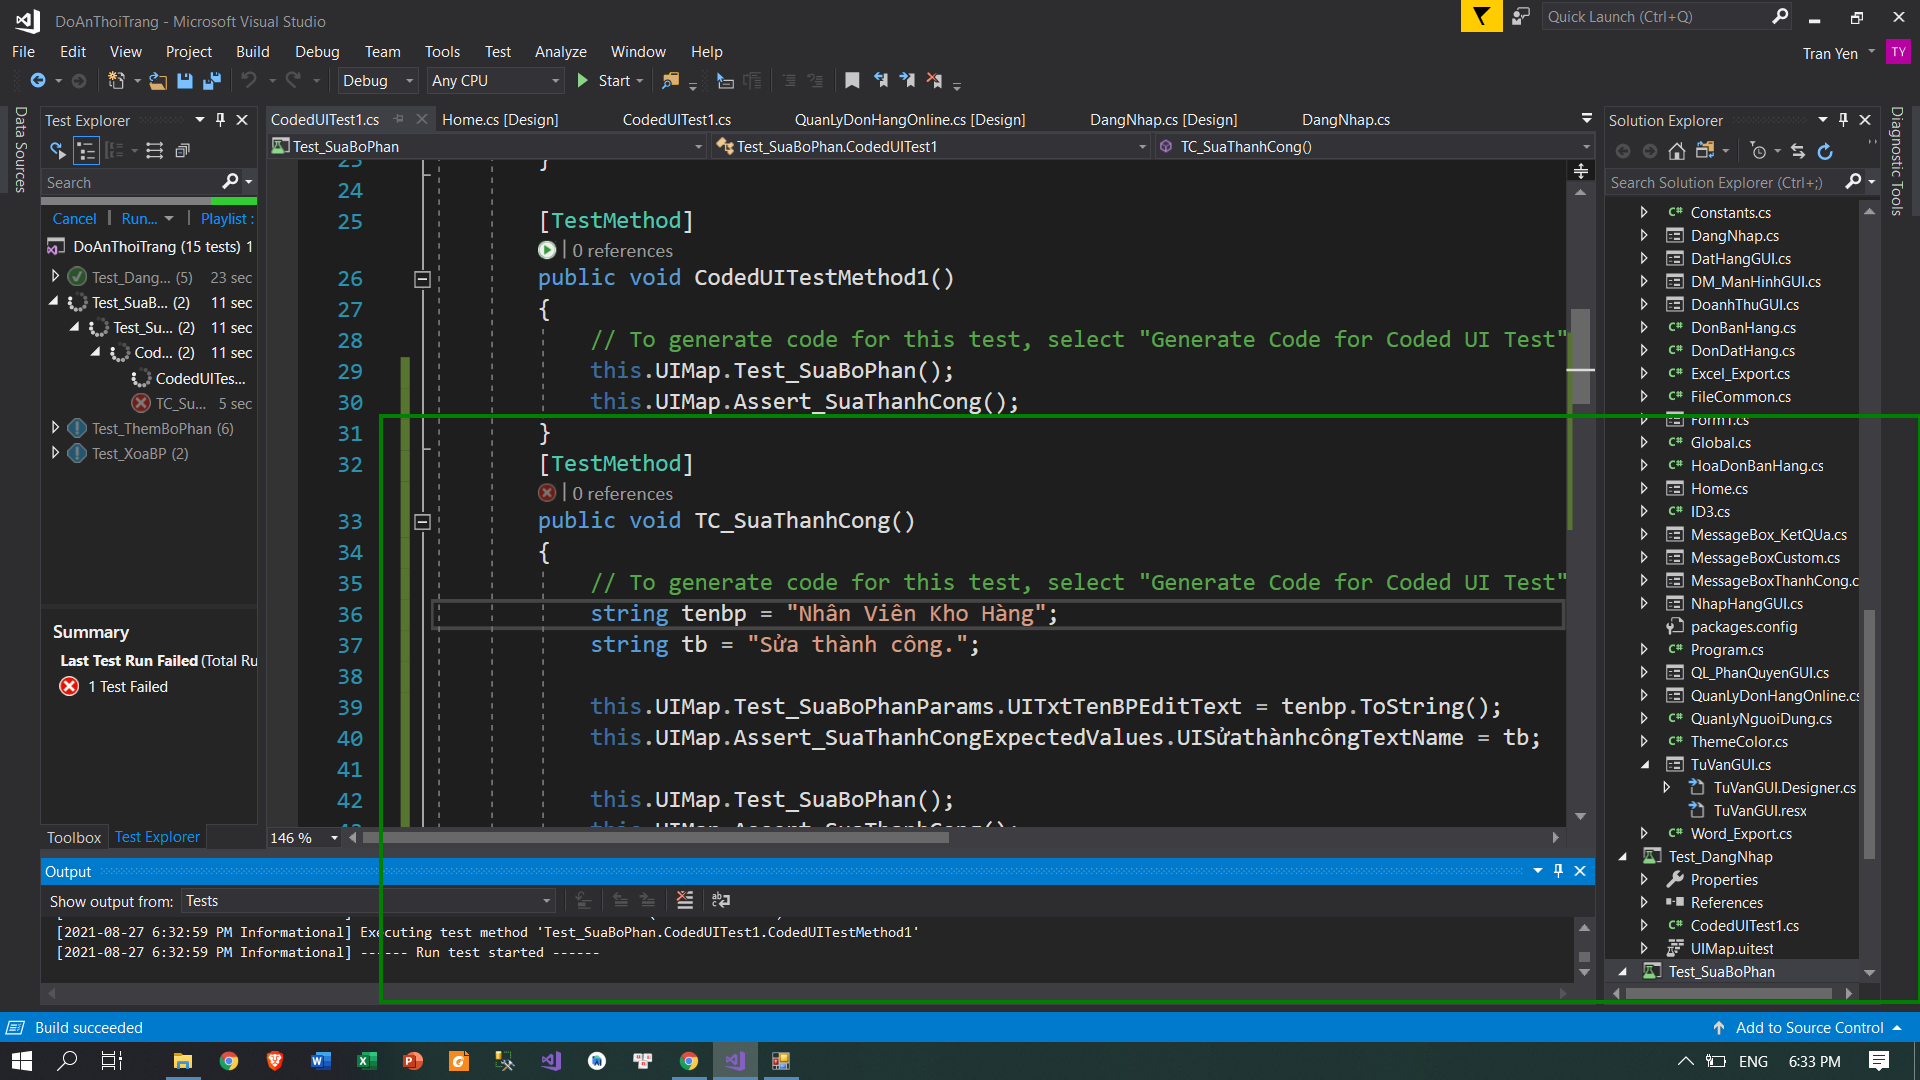 DoAnThoiTrang - Microsoft Visual Studio
Quick Launch (Ctrl+Q)
File Edit View Project Build Debug Team Tools Test Analyze Window Help
Tran Yen
TY
Debug
Any CPU
Start
Data Sources
Test Explorer
Search
Cancel
Run...
Playlist :
DoAnThoiTrang (15 tests) 1
Test_Dang... (5) 23 sec
Test_SuaB... (2) 11 sec
Test_Su... (2) 11 sec
Cod... (2) 11 sec
CodedUITes...
TC_Su... 5 sec
Test_ThemBoPhan (6)
Test_XoaBP (2)
Summary
Last Test Run Failed (Total Ru
1 Test Failed
Toolbox
Test Explorer
CodedUITest1.cs
Home.cs [Design]
CodedUITest1.cs
QuanLyDonHangOnline.cs [Design]
DangNhap.cs [Design]
DangNhap.cs
Test_SuaBoPhan
Test_SuaBoPhan.CodedUITest1
TC_SuaThanhCong()
23 }
24
25 [TestMethod]
0 references
26 public void CodedUITestMethod1()
27 {
28 // To generate code for this test, select "Generate Code for Coded UI Test"
29 this.UIMap.Test_SuaBoPhan();
30 this.UIMap.Assert_SuaThanhCong();
31 }
32 [TestMethod]
0 references
33 public void TC_SuaThanhCong()
34 {
35 // To generate code for this test, select "Generate Code for Coded UI Test"
36 string tenbp = "Nhân Viên Kho Hàng";
37 string tb = "Sửa thành công.";
38
39 this.UIMap.Test_SuaBoPhanParams.UITxtTenBPEditText = tenbp.ToString();
40 this.UIMap.Assert_SuaThanhCongExpectedValues.UISửathànhcôngTextName = tb;
41
42 this.UIMap.Test_SuaBoPhan();
43 this.UIMap.Assert_SuaThanhCong();
146 %
Output
Show output from: Tests
[2021-08-27 6:32:59 PM Informational] Executing test method 'Test_SuaBoPhan.CodedUITest1.CodedUITestMethod1'
[2021-08-27 6:32:59 PM Informational] ------ Run test started ------
Solution Explorer
Search Solution Explorer (Ctrl+;)
Constants.cs
DangNhap.cs
DatHangGUI.cs
DM_ManHinhGUI.cs
DoanhThuGUI.cs
DonBanHang.cs
DonDatHang.cs
Excel_Export.cs
FileCommon.cs
Form1.cs
Global.cs
HoaDonBanHang.cs
Home.cs
ID3.cs
MessageBox_KetQUa.cs
MessageBoxCustom.cs
MessageBoxThanhCong.c
NhapHangGUI.cs
packages.config
Program.cs
QL_PhanQuyenGUI.cs
QuanLyDonHangOnline.cs
QuanLyNguoiDung.cs
ThemeColor.cs
TuVanGUI.cs
TuVanGUI.Designer.cs
TuVanGUI.resx
Word_Export.cs
Test_DangNhap
Properties
References
CodedUITest1.cs
UIMap.uitest
Test_SuaBoPhan
Diagnostic Tools
Build succeeded
Add to Source Control
ENG
6:33 PM